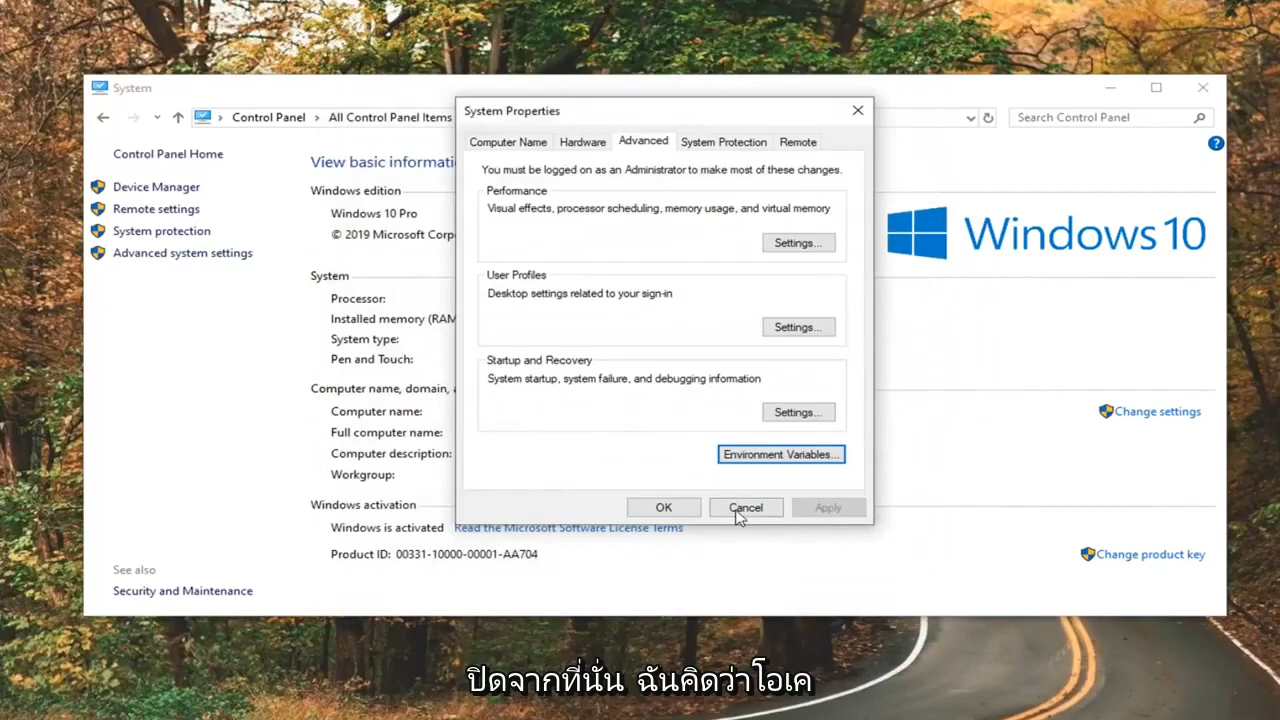 System
Control Panel > All Control Panel Items
Search Control Panel
System Properties
Computer Name Hardware Advanced System Protection Remote
You must be logged on as an Administrator to make most of these changes.
Performance
Visual effects, processor scheduling, memory usage, and virtual memory
Settings...
User Profiles
Desktop settings related to your sign-in
Settings...
Startup and Recovery
System startup, system failure, and debugging information
Settings...
Environment Variables...
OK Cancel Apply
Control Panel Home
Device Manager
Remote settings
System protection
Advanced system settings
See also
Security and Maintenance
View basic informati
Windows edition
Windows 10 Pro
© 2019 Microsoft Corp
Windows 10
System
Processor:
Installed memory (RAM
System type:
Pen and Touch:
Computer name, domain,
Computer name:
Change settings
Full computer name:
Computer description:
Workgroup:
Windows activation
Windows is activated Read the Microsoft Software License Terms
Product ID: 00331-10000-00001-AA704
Change product key
ปิดจากที่นั่น ฉันคิดว่าโอเค